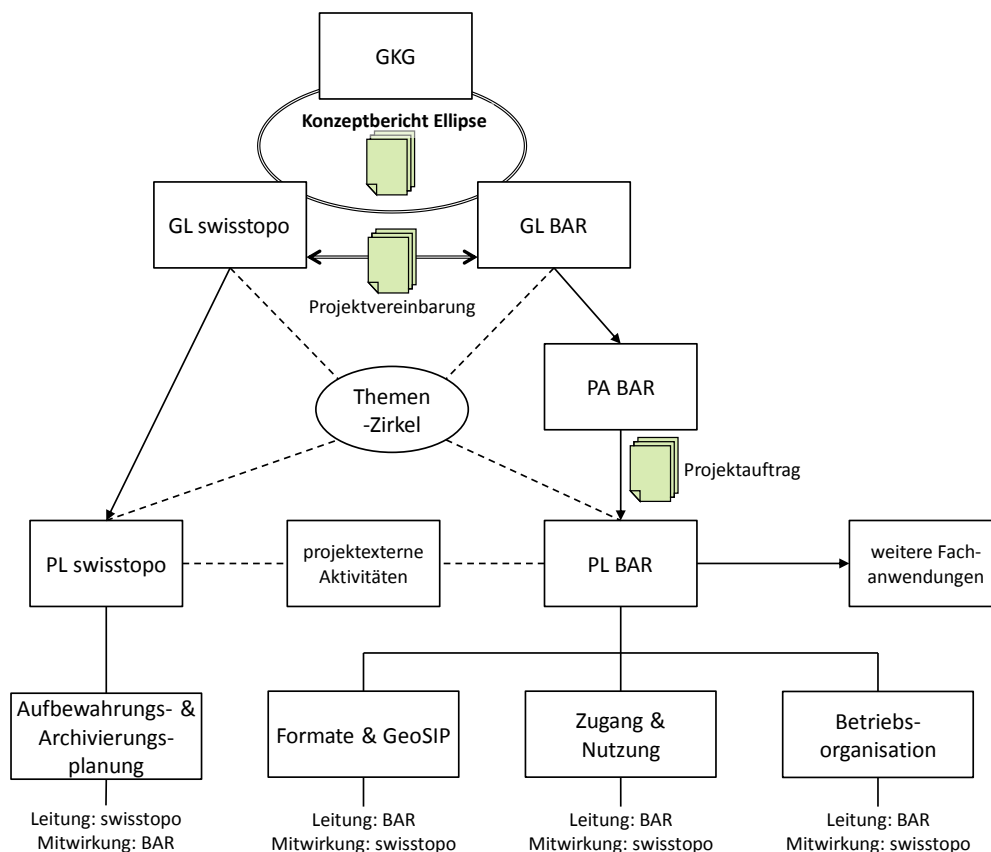 GKG
Konzeptbericht Ellipse
GL swisstopo
GL BAR
Projektvereinbarung
PA BAR
Themen
-Zirkel
Projektauftrag
PL swisstopo
projektexterne
Aktivitäten
PL BAR
weitere Fach-
anwendungen
Aufbewahrungs- &
Archivierungs-
planung
Formate & GeoSIP
Zugang &
Nutzung
Betriebs-
organisation
Leitung: swisstopo
Mitwirkung: BAR
Leitung: BAR
Mitwirkung: swisstopo
Leitung: BAR
Mitwirkung: swisstopo
Leitung: BAR
Mitwirkung: swisstopo